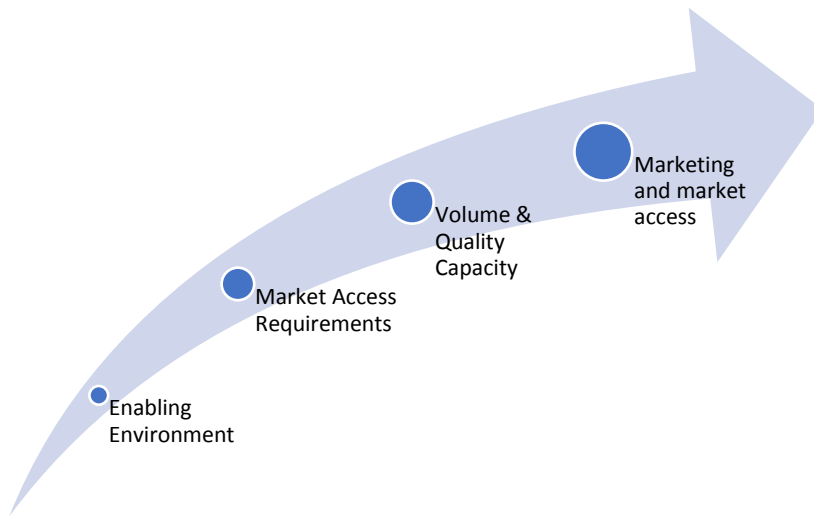 Enabling
Environment
Market Access
Requirements
Volume &
Quality
Capacity
Marketing
and market
access